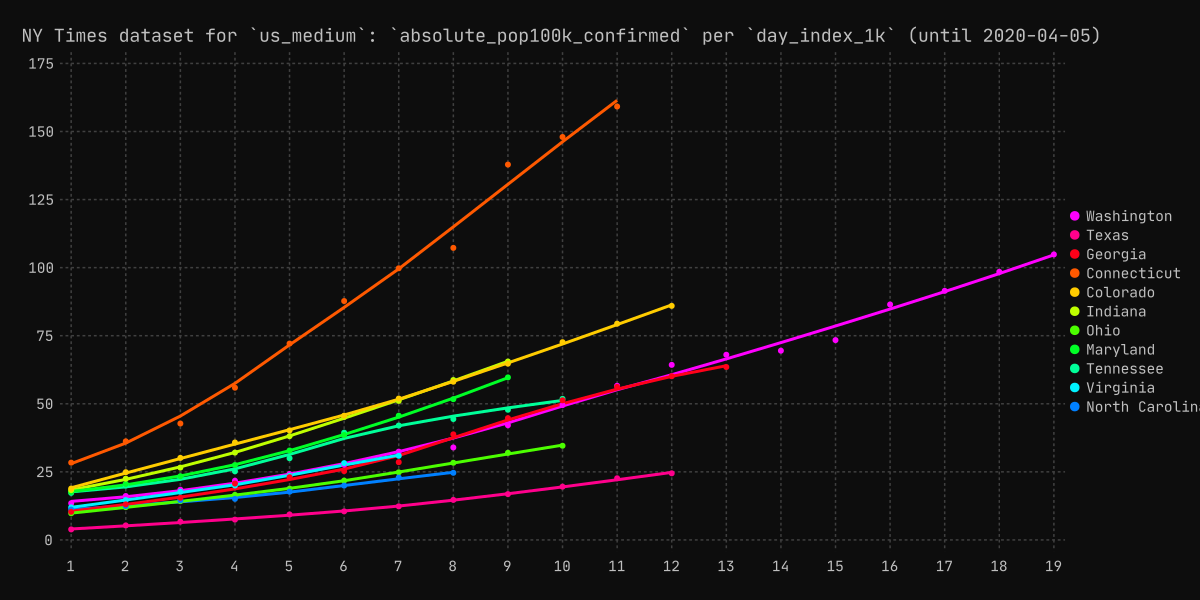 NY Times dataset for `us_medium`: `absolute_pop100k_confirmed` per `day_index_1k` (until 2020-04-05)
175
150
125
100
75
50
25
0
1 2 3 4 5 6 7 8 9 10 11 12 13 14 15 16 17 18 19
Washington
Texas
Georgia
Connecticut
Colorado
Indiana
Ohio
Maryland
Tennessee
Virginia
North Carolina